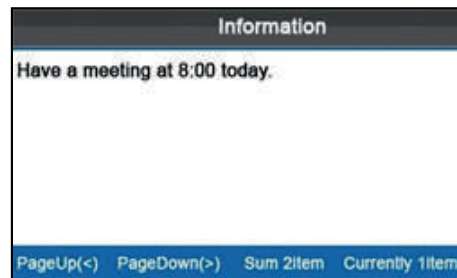 Information
Have a meeting at 8:00 today.
PageUp(<) PageDown(>) Sum 2Item Currently 1Item